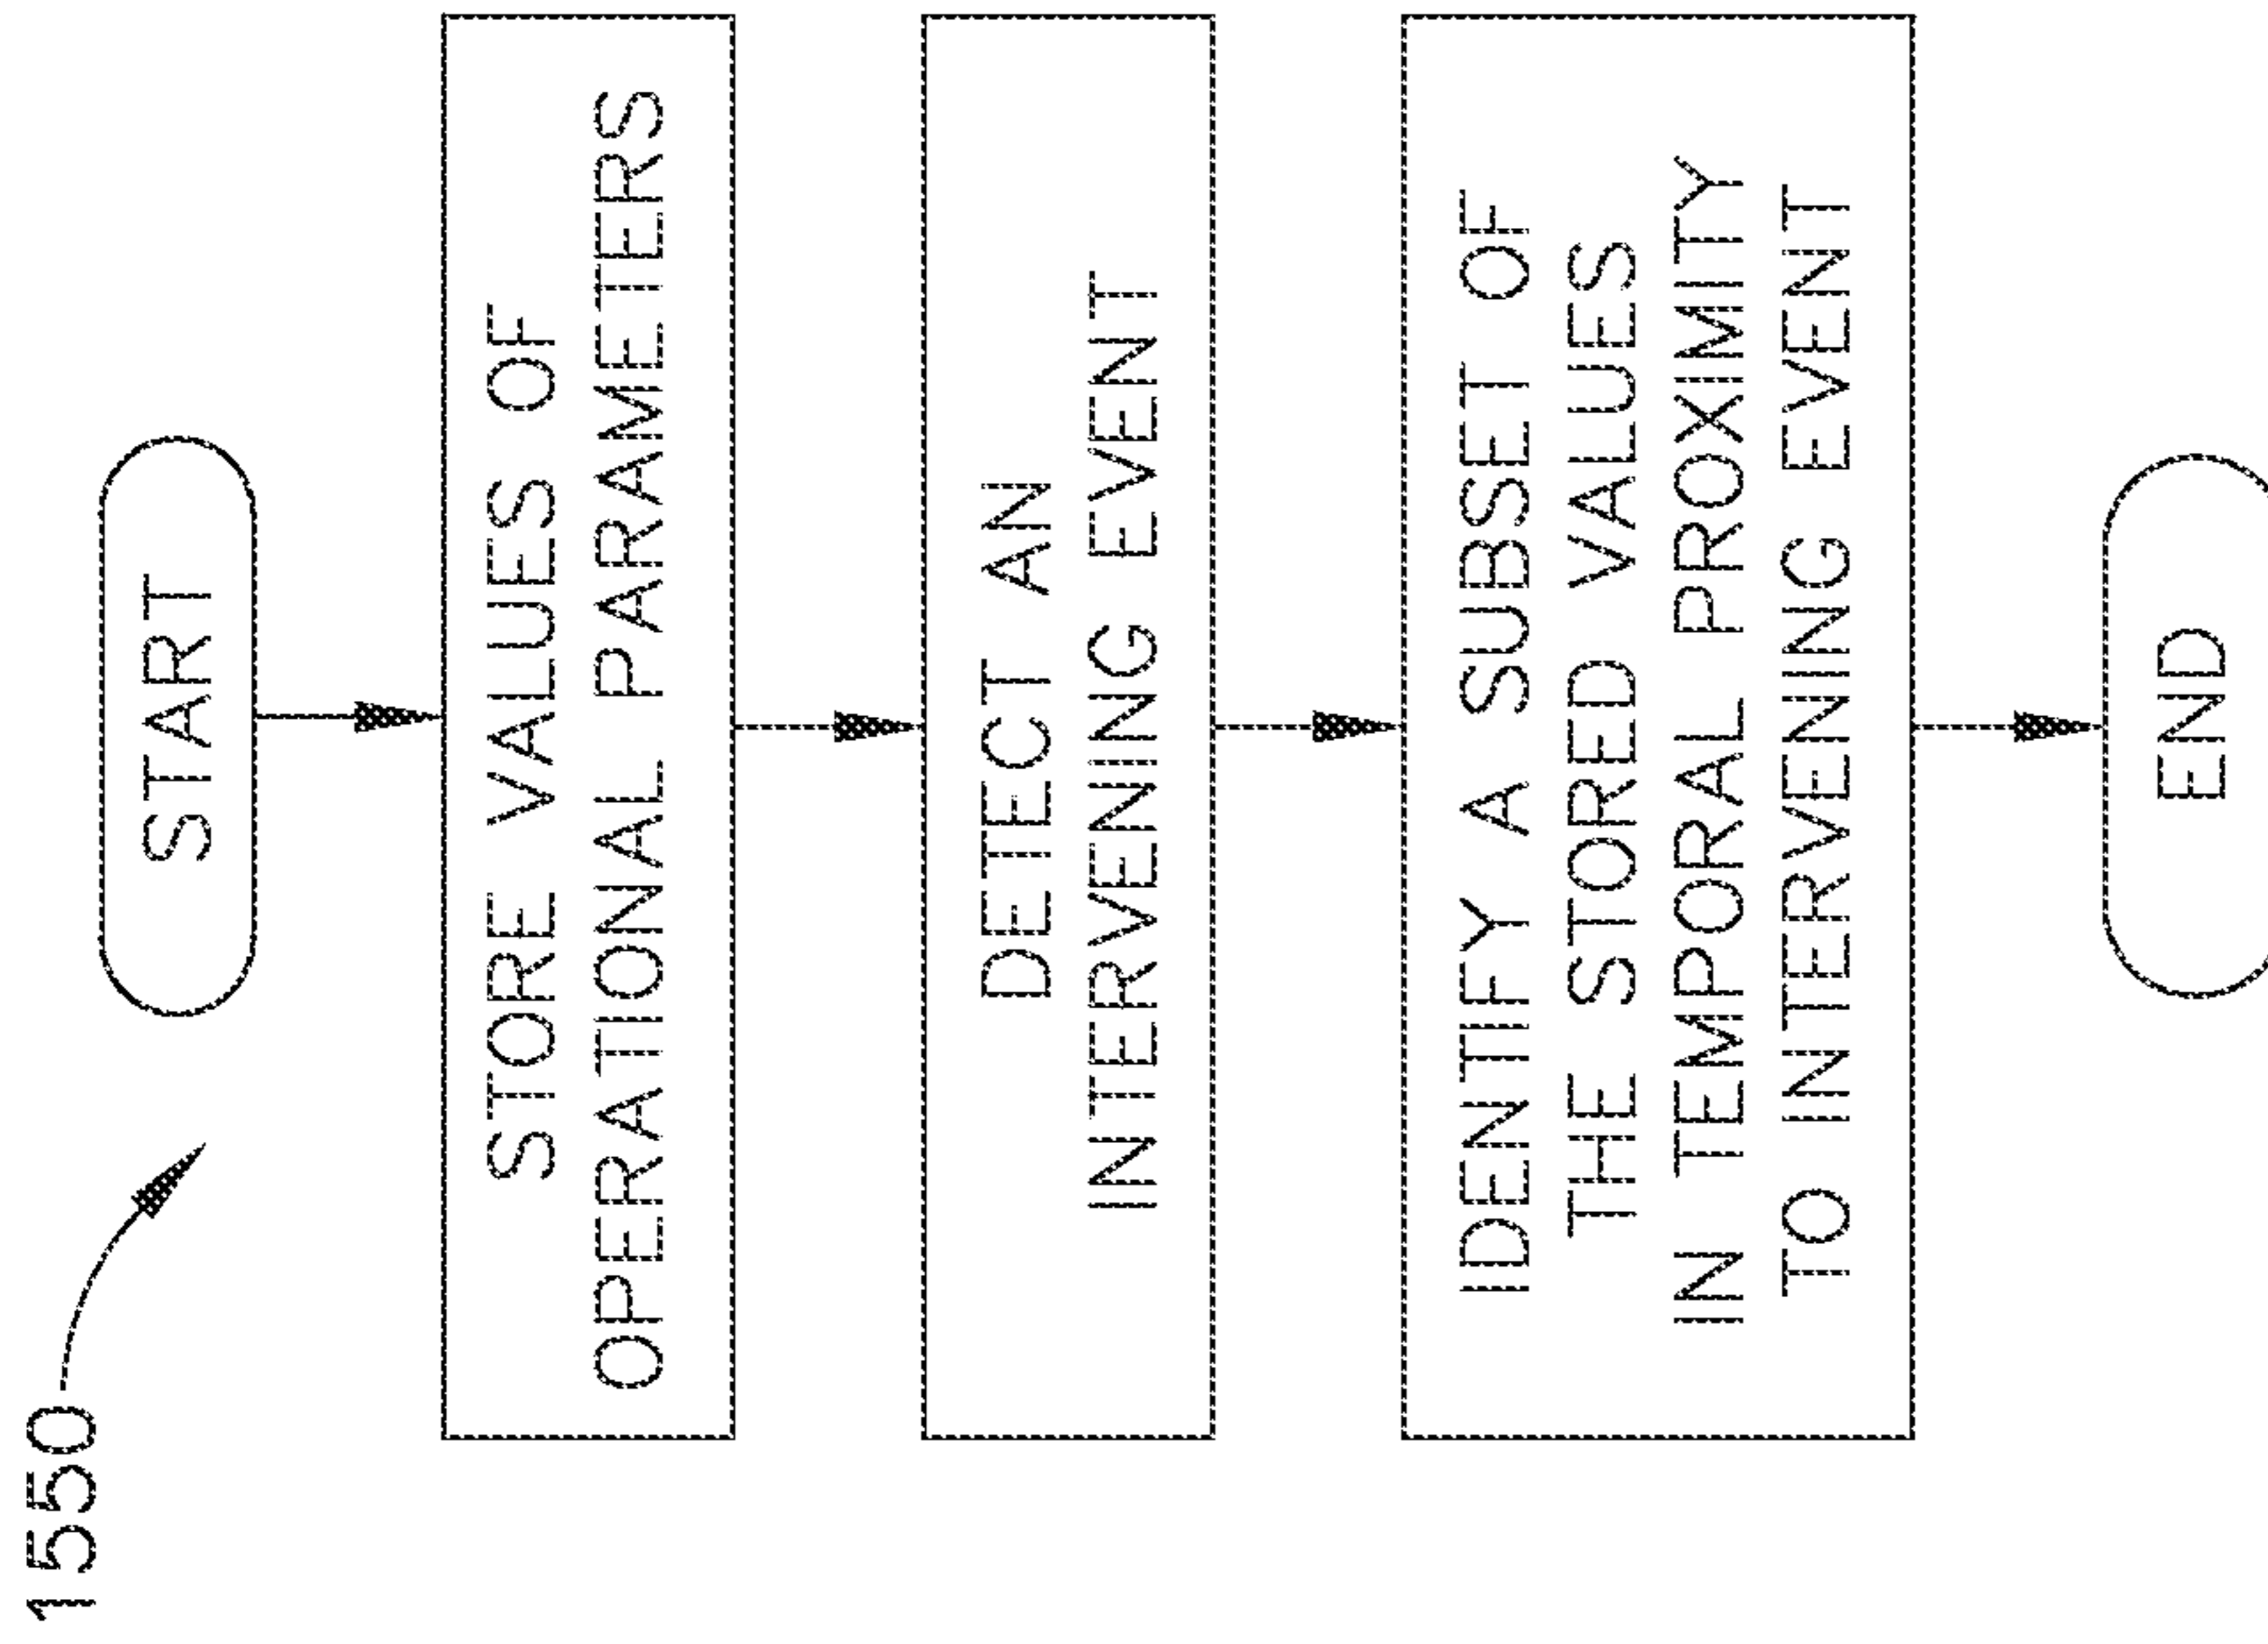 1550
START
STORE VALUES OF
OPERATIONAL PARAMETERS
DETECT AN
INTERVENING EVENT
IDENTIFY A SUBSET OF
THE STORED VALUES
IN TEMPORAL PROXIMITY
TO INTERVENING EVENT
END